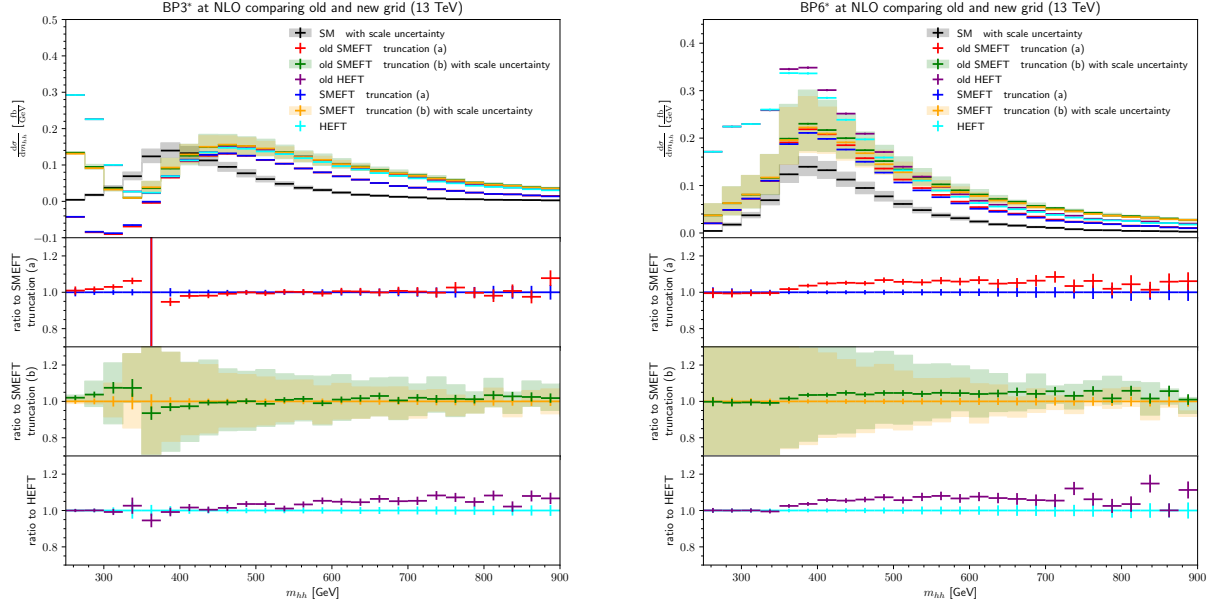 BP3* at NLO comparing old and new grid (13 TeV)
0.5
0.4
0.3
0.2
0.1
0.0
−0.1
dσ/dm_hh [fb/GeV]
SM with scale uncertainty
old SMEFT truncation (a)
old SMEFT truncation (b) with scale uncertainty
old HEFT
SMEFT truncation (a)
SMEFT truncation (b) with scale uncertainty
HEFT
1.2
1.0
0.8
ratio to SMEFT
truncation (a)
1.2
1.0
0.8
ratio to SMEFT
truncation (b)
1.2
1.0
0.8
ratio to HEFT
300 400 500 600 700 800 900
m_hh [GeV]
BP6* at NLO comparing old and new grid (13 TeV)
0.4
0.3
0.2
0.1
0.0
dσ/dm_hh [fb/GeV]
SM with scale uncertainty
old SMEFT truncation (a)
old SMEFT truncation (b) with scale uncertainty
old HEFT
SMEFT truncation (a)
SMEFT truncation (b) with scale uncertainty
HEFT
1.2
1.0
0.8
ratio to SMEFT
truncation (a)
1.2
1.0
0.8
ratio to SMEFT
truncation (b)
1.2
1.0
0.8
ratio to HEFT
300 400 500 600 700 800 900
m_hh [GeV]